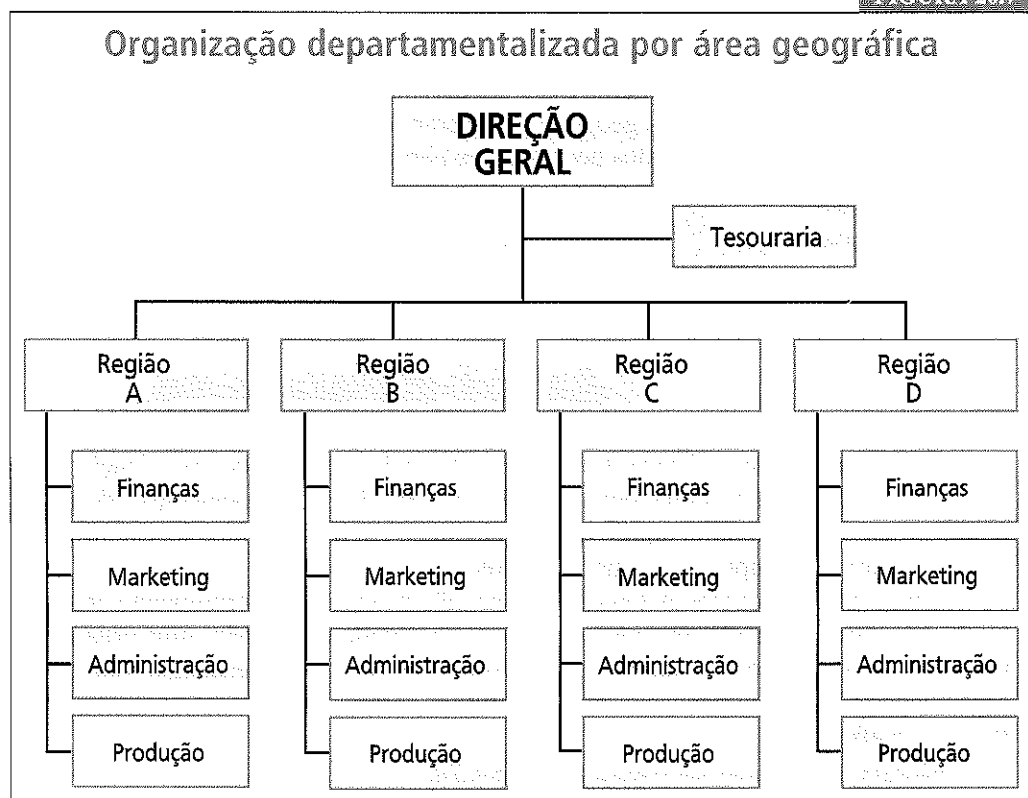 Organização departamentalizada por área geográfica
DIREÇÃO
GERAL
Tesouraria
Região
A
Região
B
Região
C
Região
D
Finanças
Finanças
Finanças
Finanças
Marketing
Marketing
Marketing
Marketing
Administração
Administração
Administração
Administração
Produção
Produção
Produção
Produção